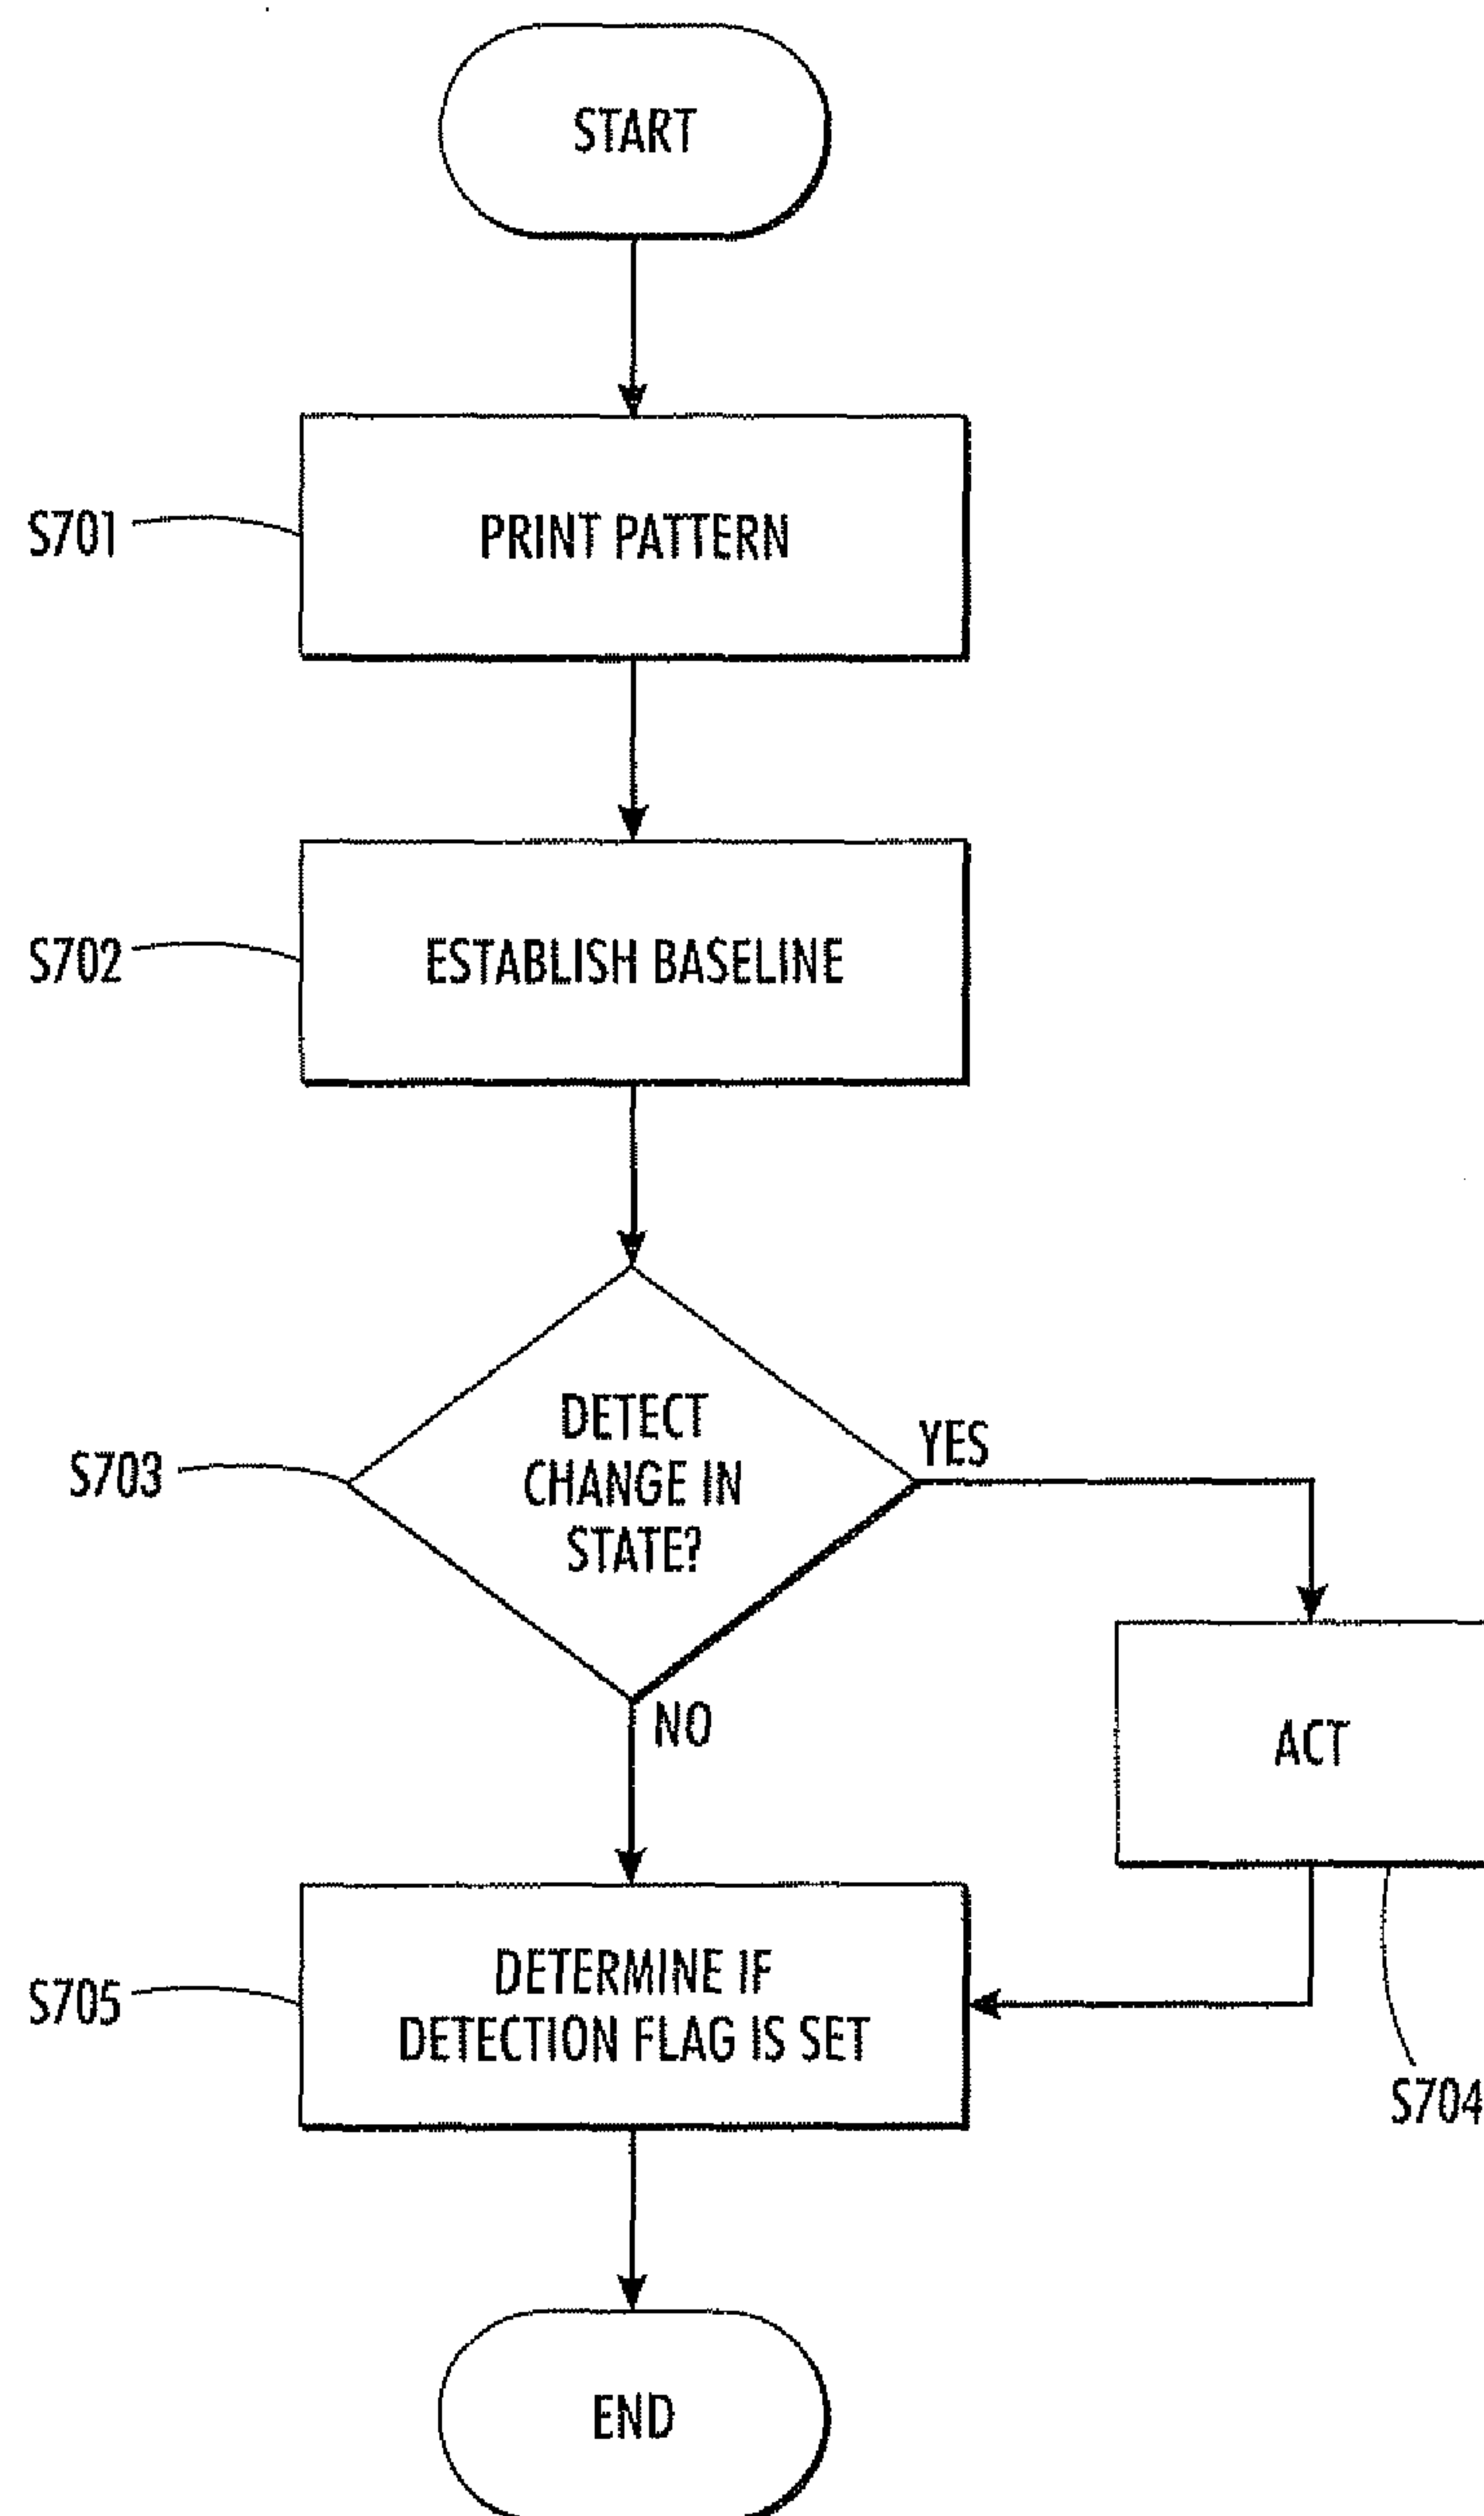 START
S701
PRINT PATTERN
S702
ESTABLISH BASELINE
S703
DETECT
CHANGE IN
STATE?
YES
NO
ACT
S704
S705
DETERMINE IF
DETECTION FLAG IS SET
END